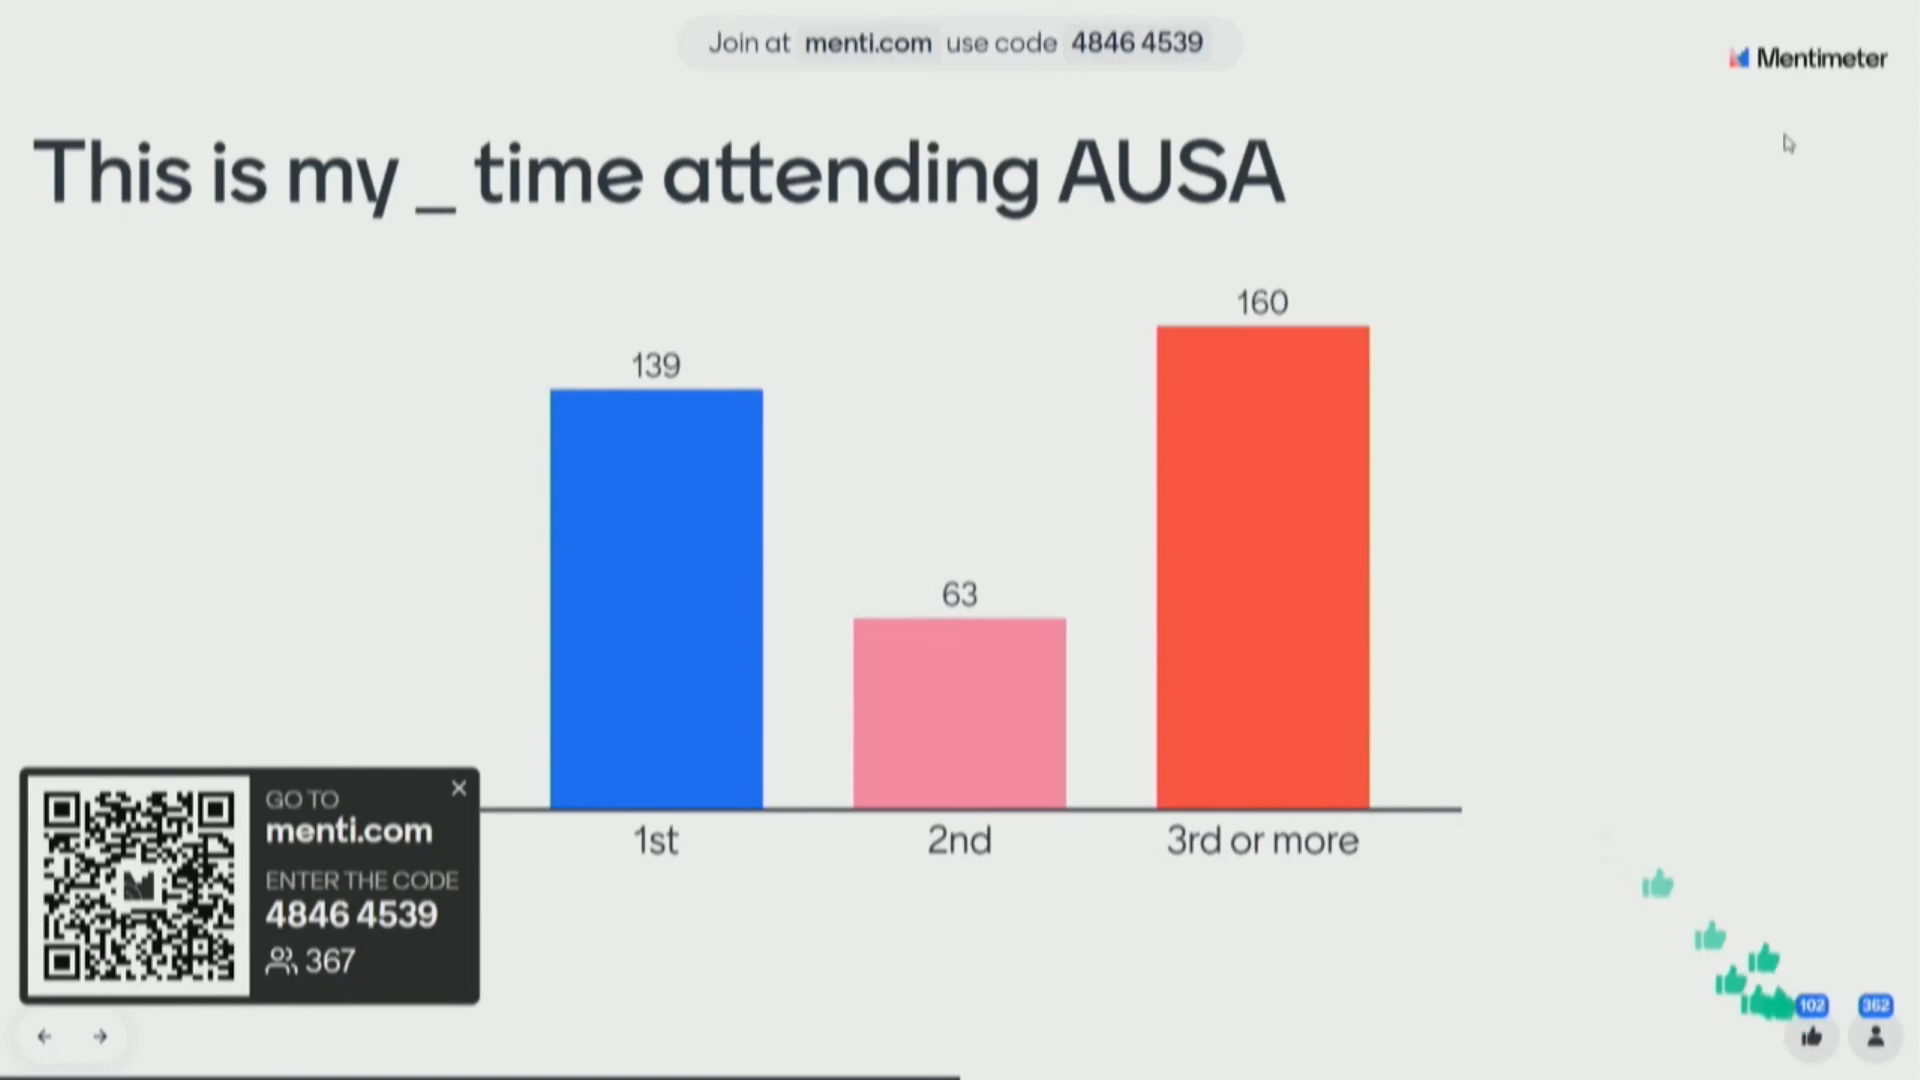 Join at menti.com use code 4846 4539
Mentimeter
This is my _ time attending AUSA
160
139
63
1st
2nd
3rd or more
GO TO
menti.com
ENTER THE CODE
4846 4539
367
102
362